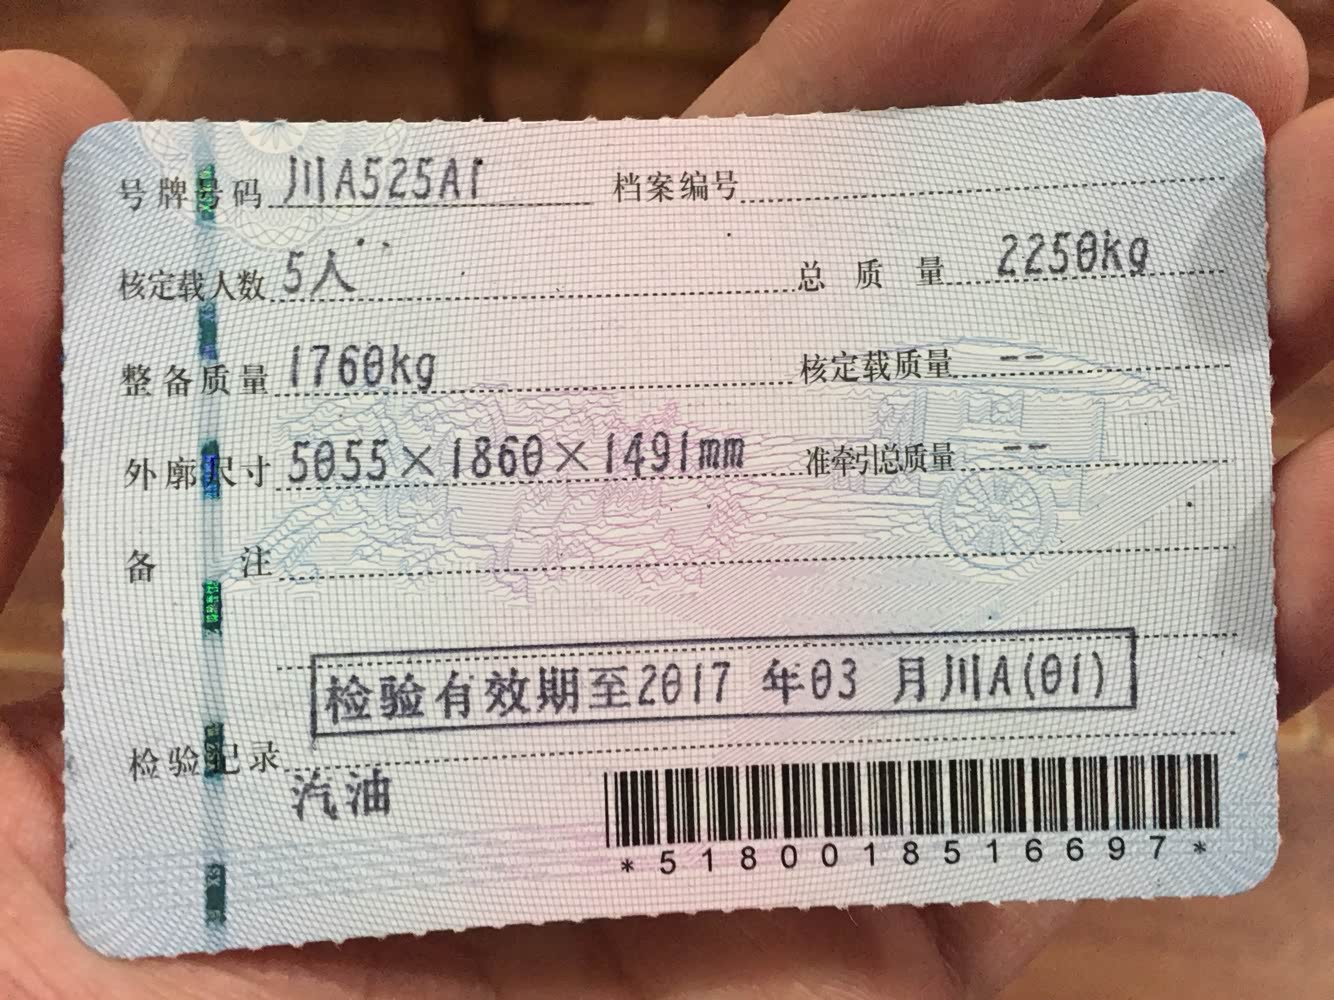 号牌号码 川A525A1 档案编号
核定载人数 5人 总质量 2250kg
整备质量 1760kg 核定载质量 --
外廓尺寸 5055×1860×1491mm 准牵引总质量 --
备注
检验有效期至2017 年03 月川A(01)
检验记录
汽油
*5180018516697*